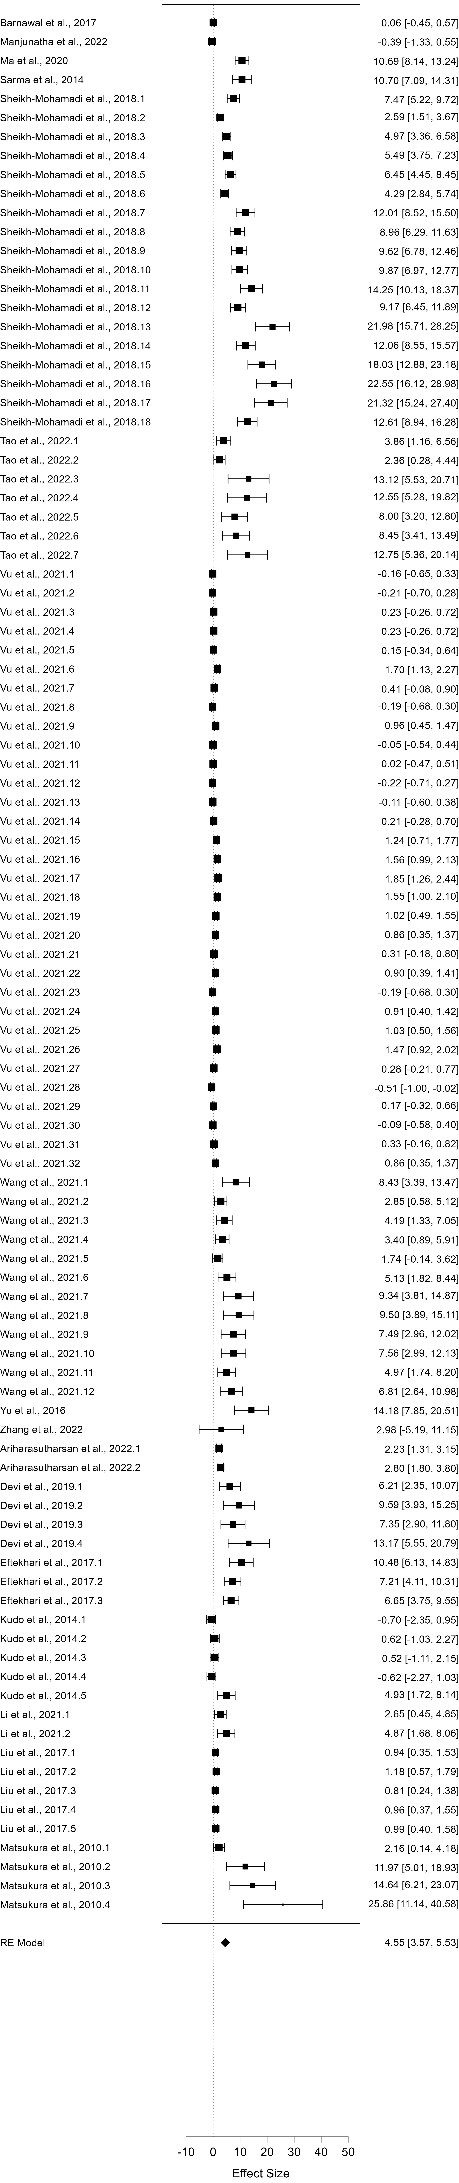 Barnawal et al., 2017 0.06 [-0.45, 0.57]
Manjunatha et al., 2022 -0.39 [-1.33, 0.55]
Ma et al., 2020 10.69 [8.14, 13.24]
Sarma et al., 2014 10.70 [7.09, 14.31]
Sheikh-Mohamadi et al., 2018.1 7.47 [5.22, 9.72]
Sheikh-Mohamadi et al., 2018.2 2.59 [1.51, 3.67]
Sheikh-Mohamadi et al., 2018.3 4.97 [3.36, 6.58]
Sheikh-Mohamadi et al., 2018.4 5.49 [3.75, 7.23]
Sheikh-Mohamadi et al., 2018.5 6.45 [4.45, 8.45]
Sheikh-Mohamadi et al., 2018.6 4.29 [2.84, 5.74]
Sheikh-Mohamadi et al., 2018.7 12.01 [8.52, 15.50]
Sheikh-Mohamadi et al., 2018.8 8.96 [6.29, 11.63]
Sheikh-Mohamadi et al., 2018.9 9.62 [6.78, 12.46]
Sheikh-Mohamadi et al., 2018.10 9.87 [6.97, 12.77]
Sheikh-Mohamadi et al., 2018.11 14.25 [10.13, 18.37]
Sheikh-Mohamadi et al., 2018.12 9.17 [6.45, 11.89]
Sheikh-Mohamadi et al., 2018.13 21.98 [15.71, 28.25]
Sheikh-Mohamadi et al., 2018.14 12.06 [8.55, 15.57]
Sheikh-Mohamadi et al., 2018.15 18.03 [12.88, 23.18]
Sheikh-Mohamadi et al., 2018.16 22.55 [16.12, 28.98]
Sheikh-Mohamadi et al., 2018.17 21.32 [15.24, 27.40]
Sheikh-Mohamadi et al., 2018.18 12.61 [8.94, 16.28]
Tao et al., 2022.1 3.86 [1.16, 6.56]
Tao et al., 2022.2 2.36 [0.28, 4.44]
Tao et al., 2022.3 13.12 [5.53, 20.71]
Tao et al., 2022.4 12.55 [5.28, 19.82]
Tao et al., 2022.5 8.00 [3.20, 12.80]
Tao et al., 2022.6 8.45 [3.41, 13.49]
Tao et al., 2022.7 12.75 [5.36, 20.14]
Vu et al., 2021.1 -0.16 [-0.65, 0.33]
Vu et al., 2021.2 -0.21 [-0.70, 0.28]
Vu et al., 2021.3 0.23 [-0.26, 0.72]
Vu et al., 2021.4 0.23 [-0.26, 0.72]
Vu et al., 2021.5 0.15 [-0.34, 0.64]
Vu et al., 2021.6 1.70 [1.13, 2.27]
Vu et al., 2021.7 0.41 [-0.08, 0.90]
Vu et al., 2021.8 -0.19 [-0.68, 0.30]
Vu et al., 2021.9 0.96 [0.45, 1.47]
Vu et al., 2021.10 -0.05 [-0.54, 0.44]
Vu et al., 2021.11 0.02 [-0.47, 0.51]
Vu et al., 2021.12 -0.22 [-0.71, 0.27]
Vu et al., 2021.13 -0.11 [-0.60, 0.38]
Vu et al., 2021.14 0.21 [-0.28, 0.70]
Vu et al., 2021.15 1.24 [0.71, 1.77]
Vu et al., 2021.16 1.56 [0.99, 2.13]
Vu et al., 2021.17 1.85 [1.26, 2.44]
Vu et al., 2021.18 1.55 [1.00, 2.10]
Vu et al., 2021.19 1.02 [0.49, 1.55]
Vu et al., 2021.20 0.86 [0.35, 1.37]
Vu et al., 2021.21 0.31 [-0.18, 0.80]
Vu et al., 2021.22 0.90 [0.39, 1.41]
Vu et al., 2021.23 -0.19 [-0.68, 0.30]
Vu et al., 2021.24 0.91 [0.40, 1.42]
Vu et al., 2021.25 1.03 [0.50, 1.56]
Vu et al., 2021.26 1.47 [0.92, 2.02]
Vu et al., 2021.27 0.28 [-0.21, 0.77]
Vu et al., 2021.28 -0.51 [-1.00, -0.02]
Vu et al., 2021.29 0.17 [-0.32, 0.66]
Vu et al., 2021.30 -0.09 [-0.58, 0.40]
Vu et al., 2021.31 0.33 [-0.16, 0.82]
Vu et al., 2021.32 0.86 [0.35, 1.37]
Wang et al., 2021.1 8.43 [3.39, 13.47]
Wang et al., 2021.2 2.85 [0.58, 5.12]
Wang et al., 2021.3 4.19 [1.33, 7.05]
Wang et al., 2021.4 3.40 [0.89, 5.91]
Wang et al., 2021.5 1.74 [-0.14, 3.62]
Wang et al., 2021.6 5.13 [1.82, 8.44]
Wang et al., 2021.7 9.34 [3.81, 14.87]
Wang et al., 2021.8 9.50 [3.89, 15.11]
Wang et al., 2021.9 7.49 [2.96, 12.02]
Wang et al., 2021.10 7.56 [2.99, 12.13]
Wang et al., 2021.11 4.97 [1.74, 8.20]
Wang et al., 2021.12 6.81 [2.64, 10.98]
Yu et al., 2016 14.18 [7.85, 20.51]
Zhang et al., 2022 2.98 [-5.19, 11.15]
Ariharasutharsan et al., 2022.1 2.23 [1.31, 3.15]
Ariharasutharsan et al., 2022.2 2.80 [1.80, 3.80]
Devi et al., 2019.1 6.21 [2.35, 10.07]
Devi et al., 2019.2 9.59 [3.93, 15.25]
Devi et al., 2019.3 7.35 [2.90, 11.80]
Devi et al., 2019.4 13.17 [5.55, 20.79]
Eftekhari et al., 2017.1 10.48 [6.13, 14.83]
Eftekhari et al., 2017.2 7.21 [4.11, 10.31]
Eftekhari et al., 2017.3 6.65 [3.75, 9.55]
Kudo et al., 2014.1 -0.70 [-2.35, 0.95]
Kudo et al., 2014.2 0.62 [-1.03, 2.27]
Kudo et al., 2014.3 0.52 [-1.11, 2.15]
Kudo et al., 2014.4 -0.62 [-2.27, 1.03]
Kudo et al., 2014.5 4.93 [1.72, 8.14]
Li et al., 2021.1 2.65 [0.45, 4.85]
Li et al., 2021.2 4.87 [1.68, 8.06]
Liu et al., 2017.1 0.94 [0.35, 1.53]
Liu et al., 2017.2 1.18 [0.57, 1.79]
Liu et al., 2017.3 0.81 [0.24, 1.38]
Liu et al., 2017.4 0.96 [0.37, 1.55]
Liu et al., 2017.5 0.99 [0.40, 1.58]
Matsukura et al., 2010.1 2.16 [0.14, 4.18]
Matsukura et al., 2010.2 11.97 [5.01, 18.93]
Matsukura et al., 2010.3 14.64 [6.21, 23.07]
Matsukura et al., 2010.4 25.86 [11.14, 40.58]
RE Model 4.55 [3.57, 5.53]
-10 0 10 20 30 40 50
Effect Size